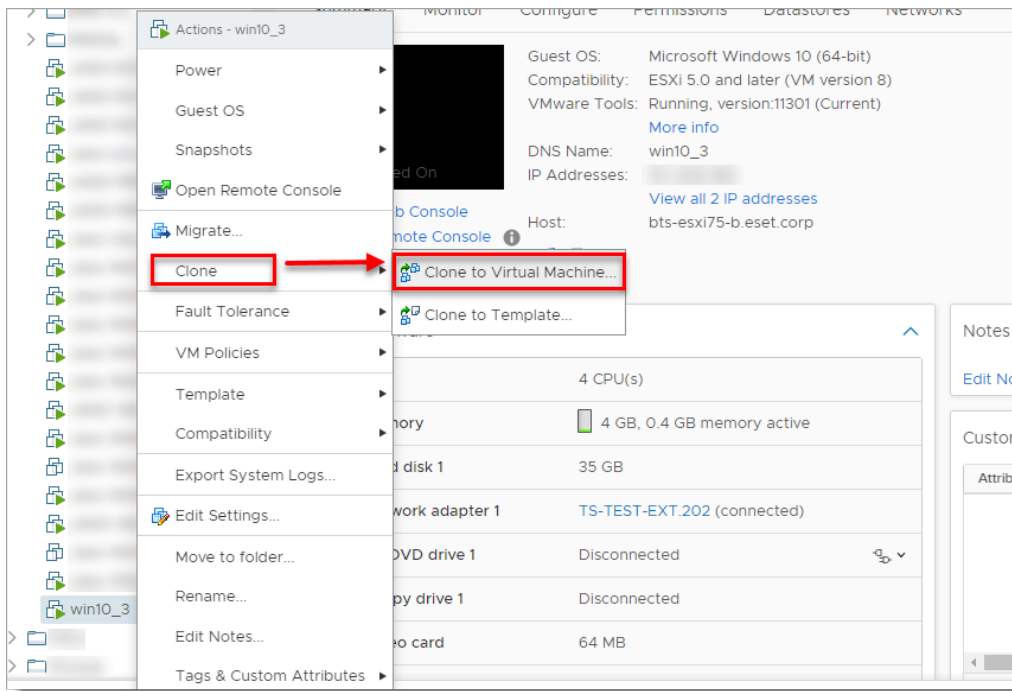 Monitor Configure Permissions Datastores Networks
Actions - win10_3
Power
Guest OS
Snapshots
Open Remote Console
Migrate...
Clone
Fault Tolerance
VM Policies
Template
Compatibility
Export System Logs...
Edit Settings...
Move to folder...
Rename...
Edit Notes...
Tags & Custom Attributes
win10_3
ed On
b Console
mote Console
Guest OS: Microsoft Windows 10 (64-bit)
Compatibility: ESXi 5.0 and later (VM version 8)
VMware Tools: Running, version:11301 (Current)
More info
DNS Name: win10_3
IP Addresses:
View all 2 IP addresses
Host: bts-esxi75-b.eset.corp
Clone to Virtual Machine...
Clone to Template...
4 CPU(s)
nory 4 GB, 0.4 GB memory active
d disk 1 35 GB
work adapter 1 TS-TEST-EXT.202 (connected)
DVD drive 1 Disconnected
py drive 1 Disconnected
eo card 64 MB
Notes
Edit No
Custor
Attrib